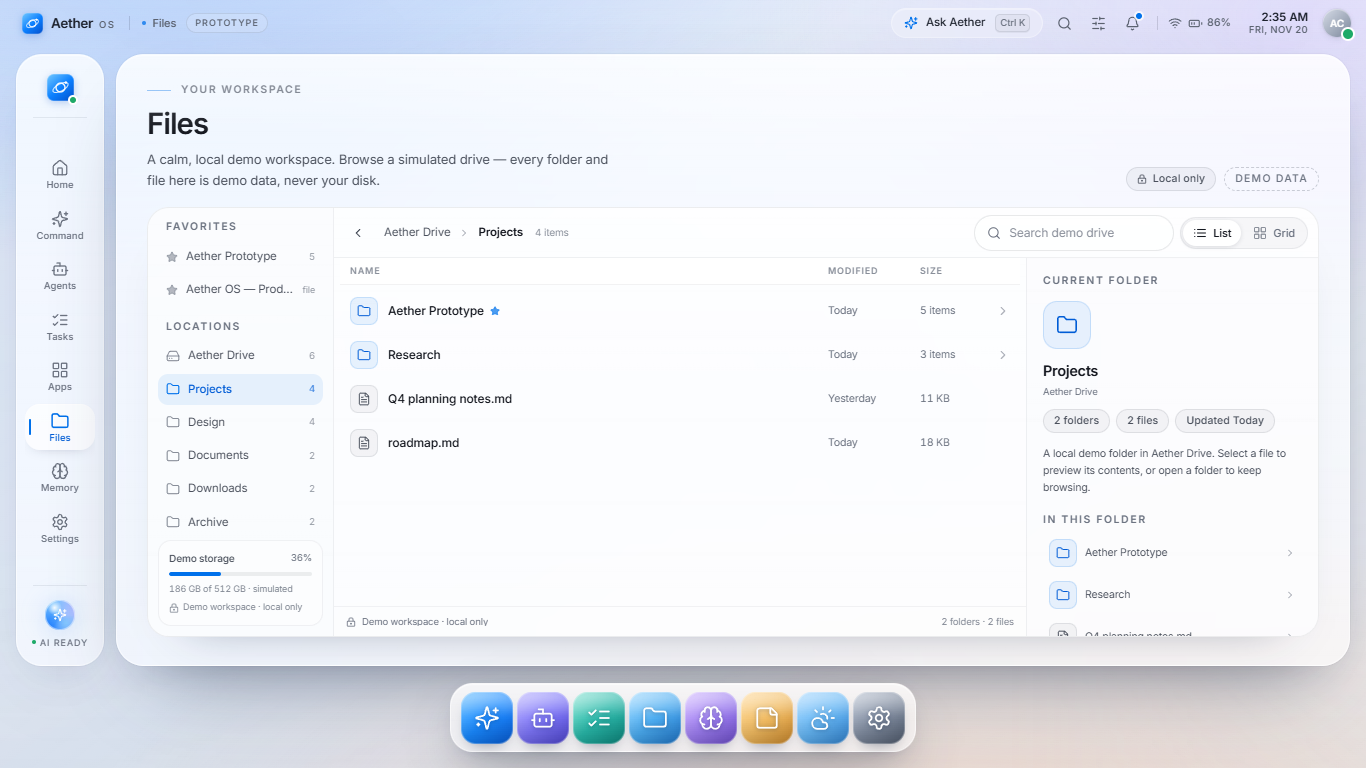 Aether OS
Files
PROTOTYPE
Ask Aether
Ctrl K
86%
2:35 AM
FRI, NOV 20
AC
Home
Command
Agents
Tasks
Apps
Files
Memory
Settings
AI READY
YOUR WORKSPACE
Files
A calm, local demo workspace. Browse a simulated drive — every folder and
file here is demo data, never your disk.
Local only
DEMO DATA
FAVORITES
Aether Prototype 5
Aether OS — Prod... file
LOCATIONS
Aether Drive 6
Projects 4
Design 4
Documents 2
Downloads 2
Archive 2
Demo storage 36%
186 GB of 512 GB · simulated
Demo workspace · local only
Aether Drive
Projects
4 items
Search demo drive
List
Grid
NAME MODIFIED SIZE
Aether Prototype Today 5 items
Research Today 3 items
Q4 planning notes.md Yesterday 11 KB
roadmap.md Today 18 KB
Demo workspace · local only
2 folders · 2 files
CURRENT FOLDER
Projects
Aether Drive
2 folders
2 files
Updated Today
A local demo folder in Aether Drive. Select a file to
preview its contents, or open a folder to keep
browsing.
IN THIS FOLDER
Aether Prototype
Research
Q4 planning notes.md